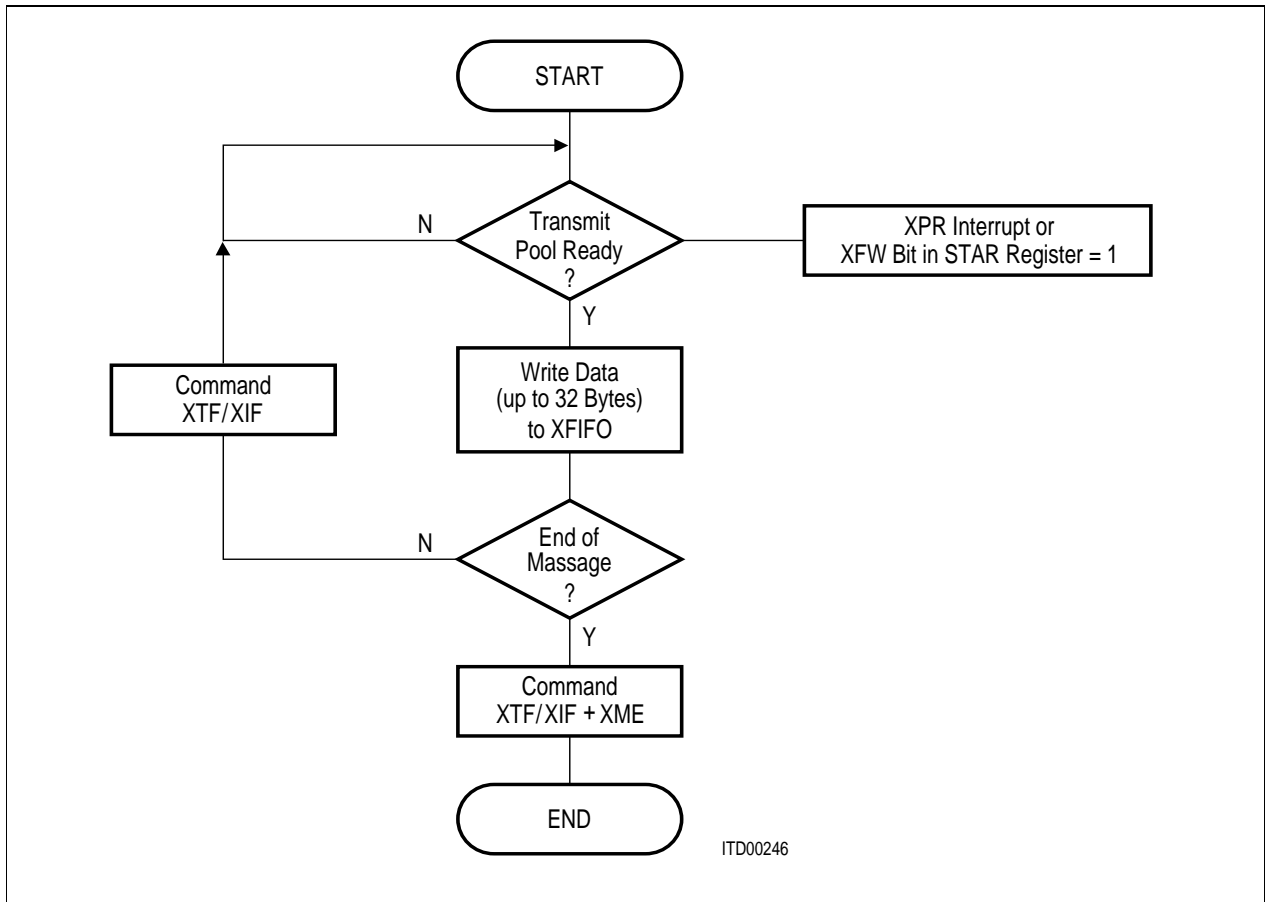 START
N
Transmit
Pool Ready
?
XPR Interrupt or
XFW Bit in STAR Register = 1
Y
Command
XTF/XIF
Write Data
(up to 32 Bytes)
to XFIFO
N
End of
Massage
?
Y
Command
XTF/XIF + XME
END
ITD00246